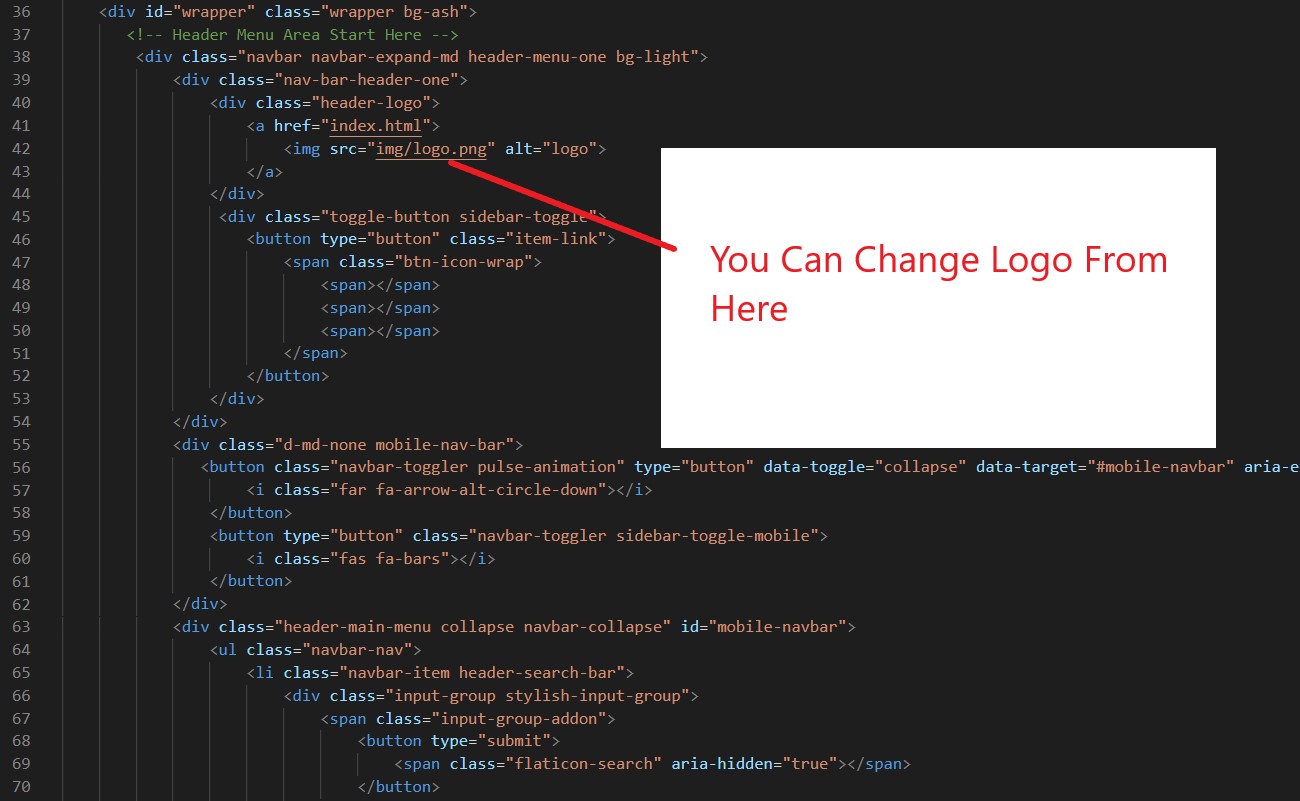 36 <div id="wrapper" class="wrapper bg-ash">
37 <!-- Header Menu Area Start Here -->
38 <div class="navbar navbar-expand-md header-menu-one bg-light">
39 <div class="nav-bar-header-one">
40 <div class="header-logo">
41 <a href="index.html">
42 <img src="img/logo.png" alt="logo">
43 </a>
44 </div>
45 <div class="toggle-button sidebar-toggle">
46 <button type="button" class="item-link">
47 <span class="btn-icon-wrap">
48 <span></span>
49 <span></span>
50 <span></span>
51 </span>
52 </button>
53 </div>
54 </div>
55 <div class="d-md-none mobile-nav-bar">
56 <button class="navbar-toggler pulse-animation" type="button" data-toggle="collapse" data-target="#mobile-navbar" aria-e
57 <i class="far fa-arrow-alt-circle-down"></i>
58 </button>
59 <button type="button" class="navbar-toggler sidebar-toggle-mobile">
60 <i class="fas fa-bars"></i>
61 </button>
62 </div>
63 <div class="header-main-menu collapse navbar-collapse" id="mobile-navbar">
64 <ul class="navbar-nav">
65 <li class="navbar-item header-search-bar">
66 <div class="input-group stylish-input-group">
67 <span class="input-group-addon">
68 <button type="submit">
69 <span class="flaticon-search" aria-hidden="true"></span>
70 </button>
You Can Change Logo From
Here